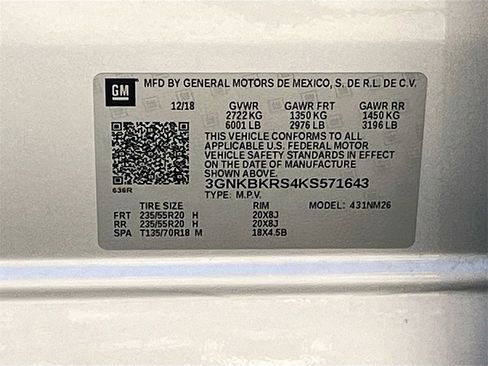 GM
MFD BY GENERAL MOTORS DE MEXICO, S. DE R.L. DE C.V.
12/18 GVWR GAWR FRT GAWR RR
2722 KG 1350 KG 1450 KG
6001 LB 2976 LB 3196 LB
THIS VEHICLE CONFORMS TO ALL
APPLICABLE U.S. FEDERAL MOTOR
VEHICLE SAFETY STANDARDS IN EFFECT
ON THE DATE OF MANUFACTURE
SHOWN ABOVE
3GNKBKRS4KS571643
636R TYPE: M.P.V.
TIRE SIZE RIM MODEL: 431NM26
FRT 235/55R20 H 20X8J
RR 235/55R20 H 20X8J
SPA T135/70R18 M 18X4.5B